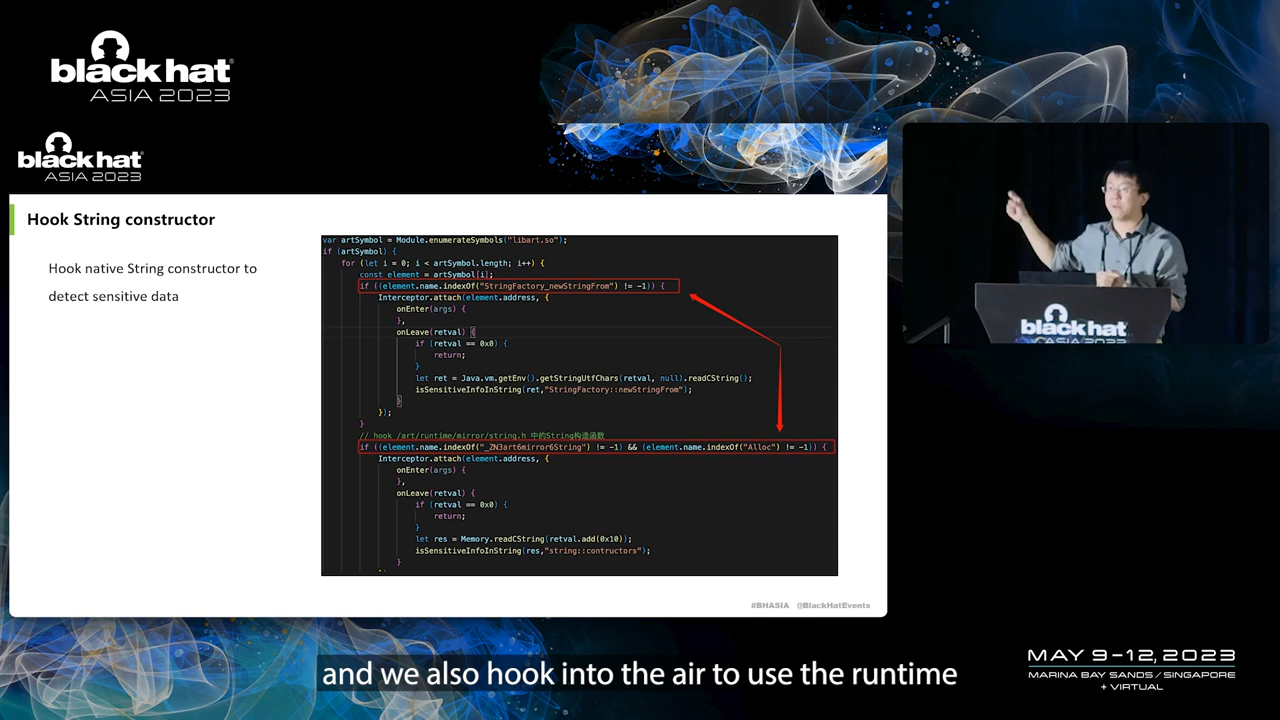 black hat
ASIA 2023
black hat
ASIA 2023
Hook String constructor
Hook native String constructor to
detect sensitive data
var artSymbol = Module.enumerateSymbols("libart.so");
if (artSymbol) {
for (let i = 0; i < artSymbol.length; i++) {
const element = artSymbol[i];
if ((element.name.indexOf("StringFactory_newStringFrom") != -1)) {
Interceptor.attach(element.address, {
onEnter(args) {
},
onLeave(retval) {
if (retval == 0x0) {
return;
}
let ret = Java.vm.getEnv().getStringUtfChars(retval, null).readCString();
isSensitiveInfoInString(ret,"StringFactory::newStringFrom");
}
});
}
// hook /art/runtime/mirror/string.h 中的String构造函数
if ((element.name.indexOf("_ZN3art6mirror6String") != -1) && (element.name.indexOf("Alloc") != -1)) {
Interceptor.attach(element.address, {
onEnter(args) {
},
onLeave(retval) {
if (retval == 0x0) {
return;
}
let res = Memory.readCString(retval.add(0x10));
isSensitiveInfoInString(res,"string::contructors");
}
#BHASIA @BlackHatEvents
black hat
ASIA 2023
and we also hook into the air to use the runtime
MAY 9-12, 2023
MARINA BAY SANDS / SINGAPORE
+ VIRTUAL